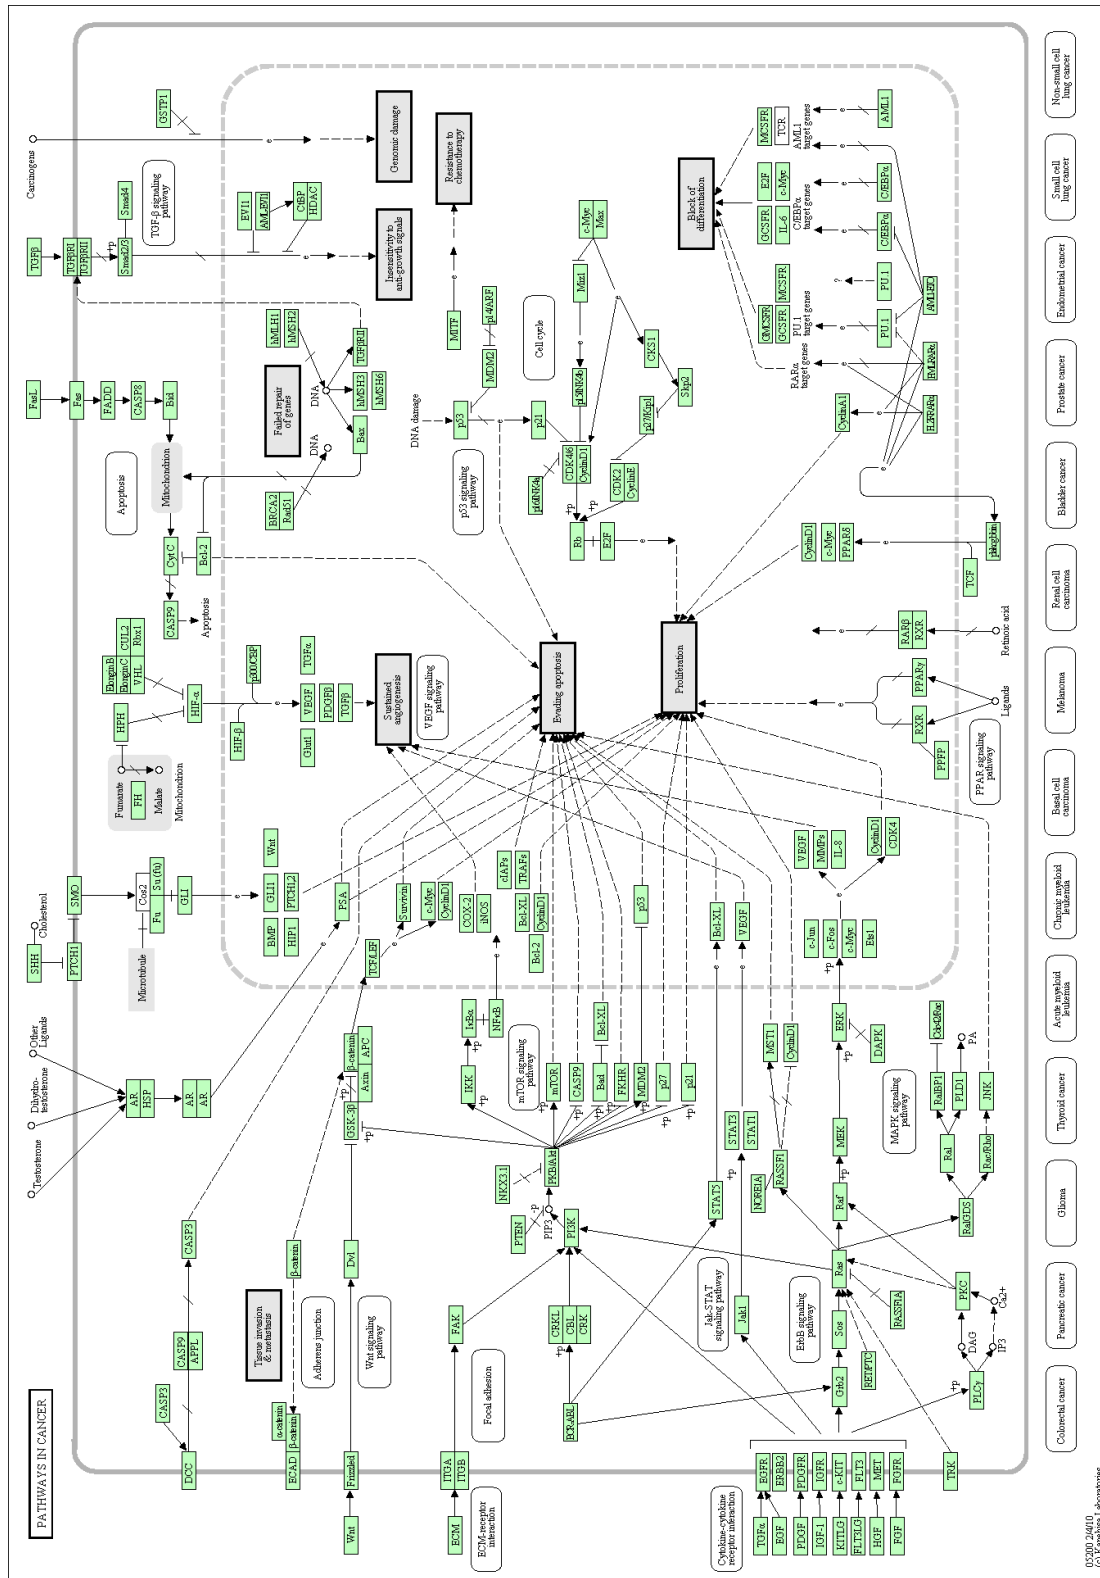 PATHWAYS IN CANCER
Wnt
Frizzled
Dvl
GSK-3β
β-catenin
Axin
APC
TCF/LEF
Survivin
c-Myc
CyclinD1
DCC
CASP3
CASP9
APPL
CASP3
ECAD
α-catenin
β-catenin
β-catenin
Tissue invasion
& metastasis
Adherens junction
Wnt signaling
pathway
Testosterone
Dihydro-
testosterone
Other
Ligands
AR
HSP
AR
AR
PSA
SHH
Cholesterol
PTCH1
SMO
Microtubule
Cos2
Fu
Su(fu)
GLI
e
BMP
GLI1
Wnt
HIP1
PTCH1,2
Fumarate
FH
Malate
Mitochondrion
HPH
ElonginB
CUL2
ElonginC
Rbx1
VHL
HIF-α
HIF-β
p300/CBP
Glut1
VEGF
TGFα
PDGFβ
TGFβ
Sustained
angiogenesis
VEGF signaling
pathway
FasL
Fas
FADD
CASP8
Bid
Mitochondrion
CytC
Bcl-2
CASP9
Apoptosis
Apoptosis
TGFβ
TGFβRI
TGFβRII
+p
Smad2/3
Smad4
TGF-β signaling
pathway
Carcinogens
GSTP1
e
Genomic damage
EVI1
AML-EVI1
CtBP
HDAC
e
Insensitivity to
anti-growth signals
BRCA2
Rad51
DNA
Failed repair
of genes
hMLH1
hMSH2
DNA
Bax
hMSH3
hMSH6
TGFβRII
Resistance to
chemotherapy
MITF
e
DNA damage
p53
MDM2
p14/ARF
p53 signaling
pathway
Cell cycle
e
p21
p16/INK4a
CDK4/6
CyclinD1
p15/INK4b
e
Miz1
c-Myc
Max
e
CKS1
Skp2
p27/Kip1
CDK2
CyclinE
+p
+p
Rb
E2F
e
Evading apoptosis
Proliferation
Block of
differentiation
ECM
ITGA
ITGB
FAK
ECM-receptor
interaction
Focal adhesion
BCR-ABL
CRKL
CBL
CRK
+p
PI3K
PIP3
-p
PTEN
NKX3.1
PKB/Akt
IKK
+p
IκBα
NFκB
+p
e
COX-2
iNOS
cIAPs
TRAFs
Bcl-XL
Bcl-2
CyclinD1
mTOR signaling
pathway
mTOR
CASP9
Bad
Bcl-XL
FKHR
MDM2
p53
p27
p21
+p
STAT5
STAT3
STAT1
+p
e
e
Bcl-XL
VEGF
Jak1
Jak-STAT
signaling pathway
ErbB signaling
pathway
Cytokine-cytokine
receptor interaction
TGFα
EGF
PDGF
IGF-1
KITLG
FLT3LG
HGF
FGF
EGFR
ERBB2
PDGFR
IGFR
c-KIT
FLT3
MET
FGFR
TRK
Grb2
Sos
Ras
RET/PTC
RASSF1A
NORE1A
RASSF1
MST1
CyclinD1
Raf
+p
MEK
+p
ERK
DAPK
+p
c-Jun
c-Fos
c-Myc
Ets1
e
VEGF
MMPs
IL-8
CyclinD1
CDK4
MAPK signaling
pathway
PLCγ
+p
DAG
IP3
Ca2+
PKC
RalGDS
Ral
RalBP1
Cdc42/Rac
PLD1
PA
Rac/Rho
JNK
PPFP
RXR
PPARγ
Ligands
e
PPAR signaling
pathway
RARβ
RXR
Retinoic acid
e
TCF
CyclinD1
c-Myc
PPARδ
e
CyclinA1
e
RARα
target genes
e
GMCSFR
GCSFR
MCSFR
PU.1
target genes
e
PU.1
?
PU.1
GCSFR
IL-6
C/EBPα
target genes
e
C/EBPα
E2F
c-Myc
e
C/EBPα
MCSFR
TCR
AML1
target genes
e
AML1
AML1-ETO
PML-RARα
PLZF-RARα
Colorectal cancer
Pancreatic cancer
Glioma
Thyroid cancer
Acute myeloid
leukemia
Chronic myeloid
leukemia
Basal cell
carcinoma
Melanoma
Renal cell
carcinoma
Bladder cancer
Prostate cancer
Endometrial cancer
Small cell
lung cancer
Non-small cell
lung cancer
05200 2/4/10
(c) Kanehisa Laboratories